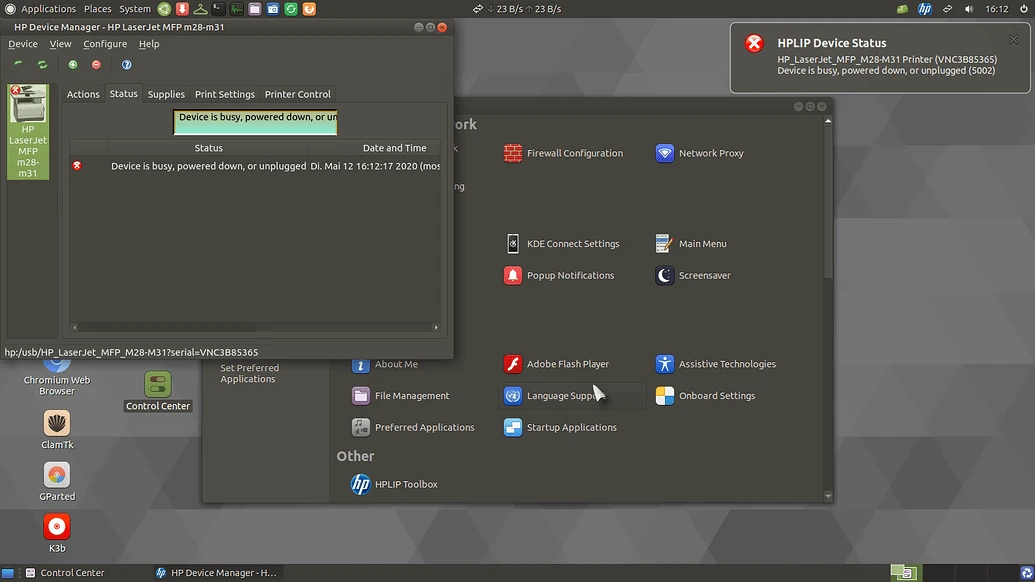 Applications Places System
23 B/s 23 B/s
16:12
HP Device Manager - HP LaserJet MFP m28-m31
Device View Configure Help
Actions Status Supplies Print Settings Printer Control
HP
LaserJet
MFP
m28-
m31
Device is busy, powered down, or un
Status Date and Time
Device is busy, powered down, or unplugged Di. Mai 12 16:12:17 2020 (mos
hp:/usb/HP_LaserJet_MFP_M28-M31?serial=VNC3B85365
HPLIP Device Status
HP_LaserJet_MFP_M28-M31 Printer (VNC3B85365)
Device is busy, powered down, or unplugged (5002)
ork
k
Firewall Configuration
Network Proxy
ng
KDE Connect Settings
Main Menu
Popup Notifications
Screensaver
Set Preferred
Applications
About Me
Adobe Flash Player
Assistive Technologies
File Management
Language Suppo
Onboard Settings
Preferred Applications
Startup Applications
Other
hp
HPLIP Toolbox
Chromium Web
Browser
Control Center
ClamTk
GParted
K3b
Control Center
HP Device Manager - H...